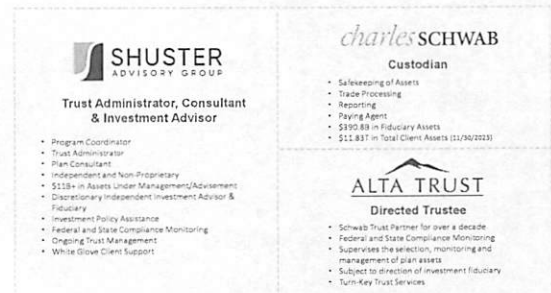 SHUSTER
ADVISORY GROUP
Trust Administrator, Consultant
& Investment Advisor
• Program Coordinator
• Trust Administrator
• Plan Consultant
• Independent and Non-Proprietary
• $11B+ in Assets Under Management/Advisement
• Discretionary Independent Investment Advisor &
Fiduciary
• Investment Policy Assistance
• Federal and State Compliance Monitoring
• Ongoing Trust Management
• White Glove Client Support
charles SCHWAB
Custodian
• Safekeeping of Assets
• Trade Processing
• Reporting
• Paying Agent
• $390.8B in Fiduciary Assets
• $11.83T in Total Client Assets (11/30/2025)
ALTA TRUST
Directed Trustee
• Schwab Trust Partner for over a decade
• Federal and State Compliance Monitoring
• Supervises the selection, monitoring and
management of plan assets
• Subject to direction of investment fiduciary
• Turn-Key Trust Services